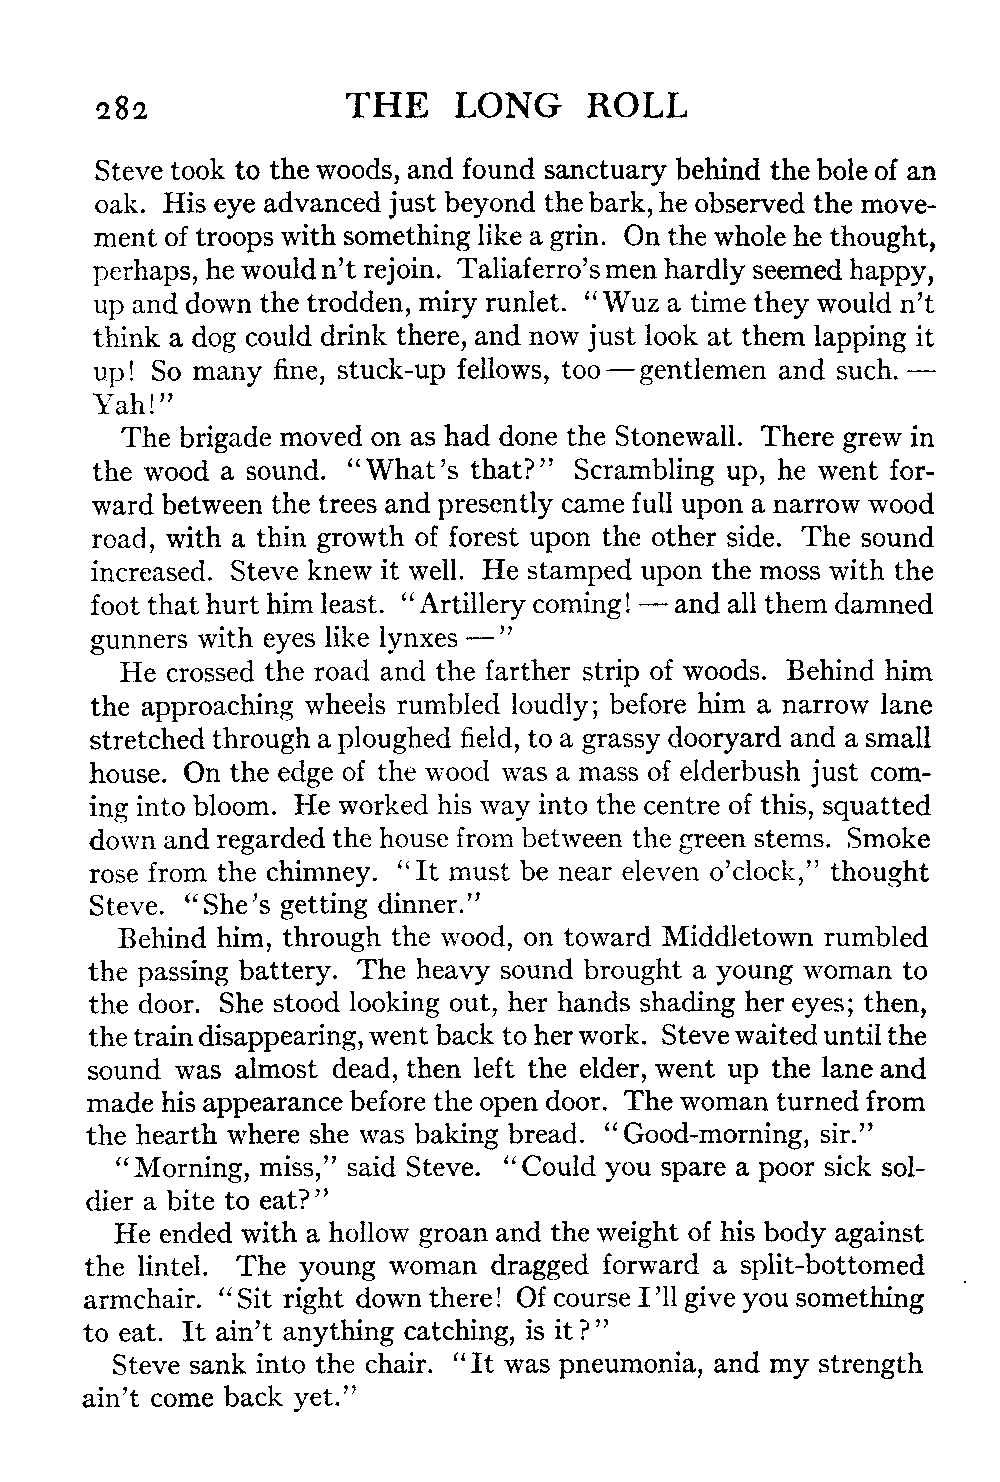 282 THE LONG ROLL
Steve took to the woods, and found sanctuary behind the bole of an
oak. His eye advanced just beyond the bark, he observed the move-
ment of troops with something like a grin. On the whole he thought,
perhaps, he would n't rejoin. Taliaferro's men hardly seemed happy,
up and down the trodden, miry runlet. "Wuz a time they would n't
think a dog could drink there, and now just look at them lapping it
up! So many fine, stuck-up fellows, too — gentlemen and such. —
Yah!"
The brigade moved on as had done the Stonewall. There grew in
the wood a sound. "What's that?" Scrambling up, he went for-
ward between the trees and presently came full upon a narrow wood
road, with a thin growth of forest upon the other side. The sound
increased. Steve knew it well. He stamped upon the moss with the
foot that hurt him least. "Artillery coming! — and all them damned
gunners with eyes like lynxes —"
He crossed the road and the farther strip of woods. Behind him
the approaching wheels rumbled loudly; before him a narrow lane
stretched through a ploughed field, to a grassy dooryard and a small
house. On the edge of the wood was a mass of elderbush just com-
ing into bloom. He worked his way into the centre of this, squatted
down and regarded the house from between the green stems. Smoke
rose from the chimney. "It must be near eleven o'clock," thought
Steve. "She's getting dinner."
Behind him, through the wood, on toward Middletown rumbled
the passing battery. The heavy sound brought a young woman to
the door. She stood looking out, her hands shading her eyes; then,
the train disappearing, went back to her work. Steve waited until the
sound was almost dead, then left the elder, went up the lane and
made his appearance before the open door. The woman turned from
the hearth where she was baking bread. "Good-morning, sir."
"Morning, miss," said Steve. "Could you spare a poor sick sol-
dier a bite to eat?"
He ended with a hollow groan and the weight of his body against
the lintel. The young woman dragged forward a split-bottomed
armchair. "Sit right down there! Of course I'll give you something
to eat. It ain't anything catching, is it?"
Steve sank into the chair. "It was pneumonia, and my strength
ain't come back yet."